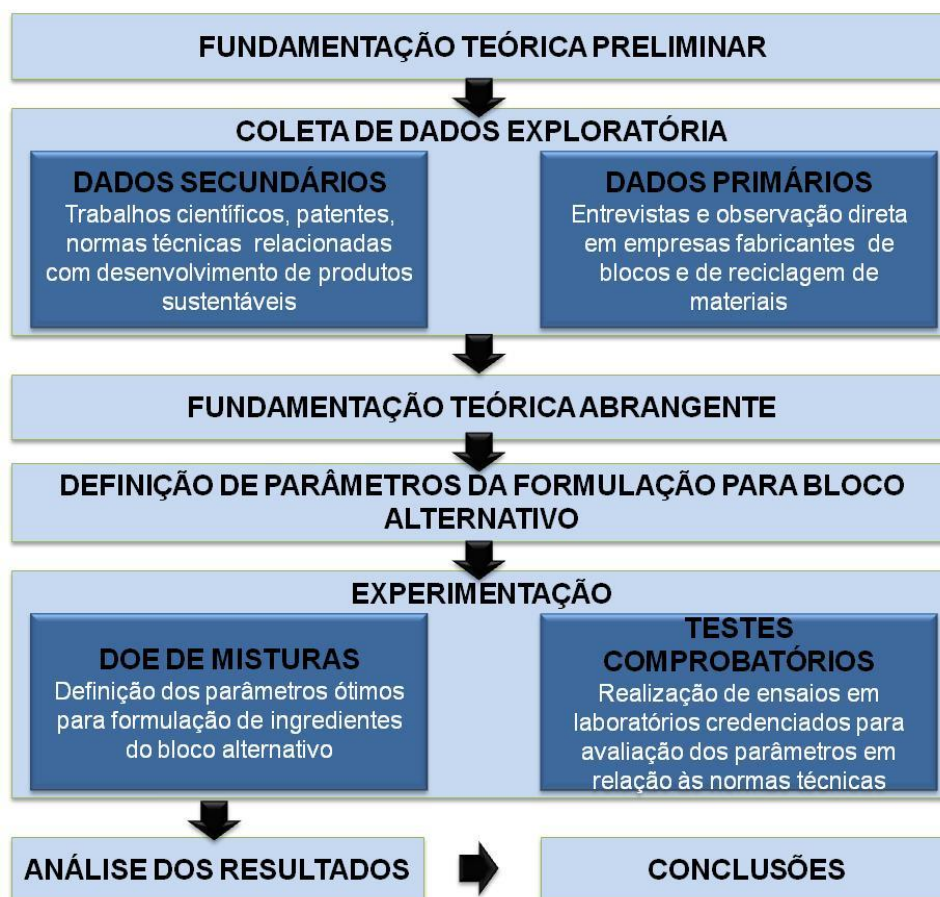 FUNDAMENTAÇÃO TEÓRICA PRELIMINAR
COLETA DE DADOS EXPLORATÓRIA
DADOS SECUNDÁRIOS
Trabalhos científicos, patentes,
normas técnicas relacionadas
com desenvolvimento de produtos
sustentáveis
DADOS PRIMÁRIOS
Entrevistas e observação direta
em empresas fabricantes de
blocos e de reciclagem de
materiais
FUNDAMENTAÇÃO TEÓRICA ABRANGENTE
DEFINIÇÃO DE PARÂMETROS DA FORMULAÇÃO PARA BLOCO
ALTERNATIVO
EXPERIMENTAÇÃO
DOE DE MISTURAS
Definição dos parâmetros ótimos
para formulação de ingredientes
do bloco alternativo
TESTES
COMPROBATÓRIOS
Realização de ensaios em
laboratórios credenciados para
avaliação dos parâmetros em
relação às normas técnicas
ANÁLISE DOS RESULTADOS
CONCLUSÕES